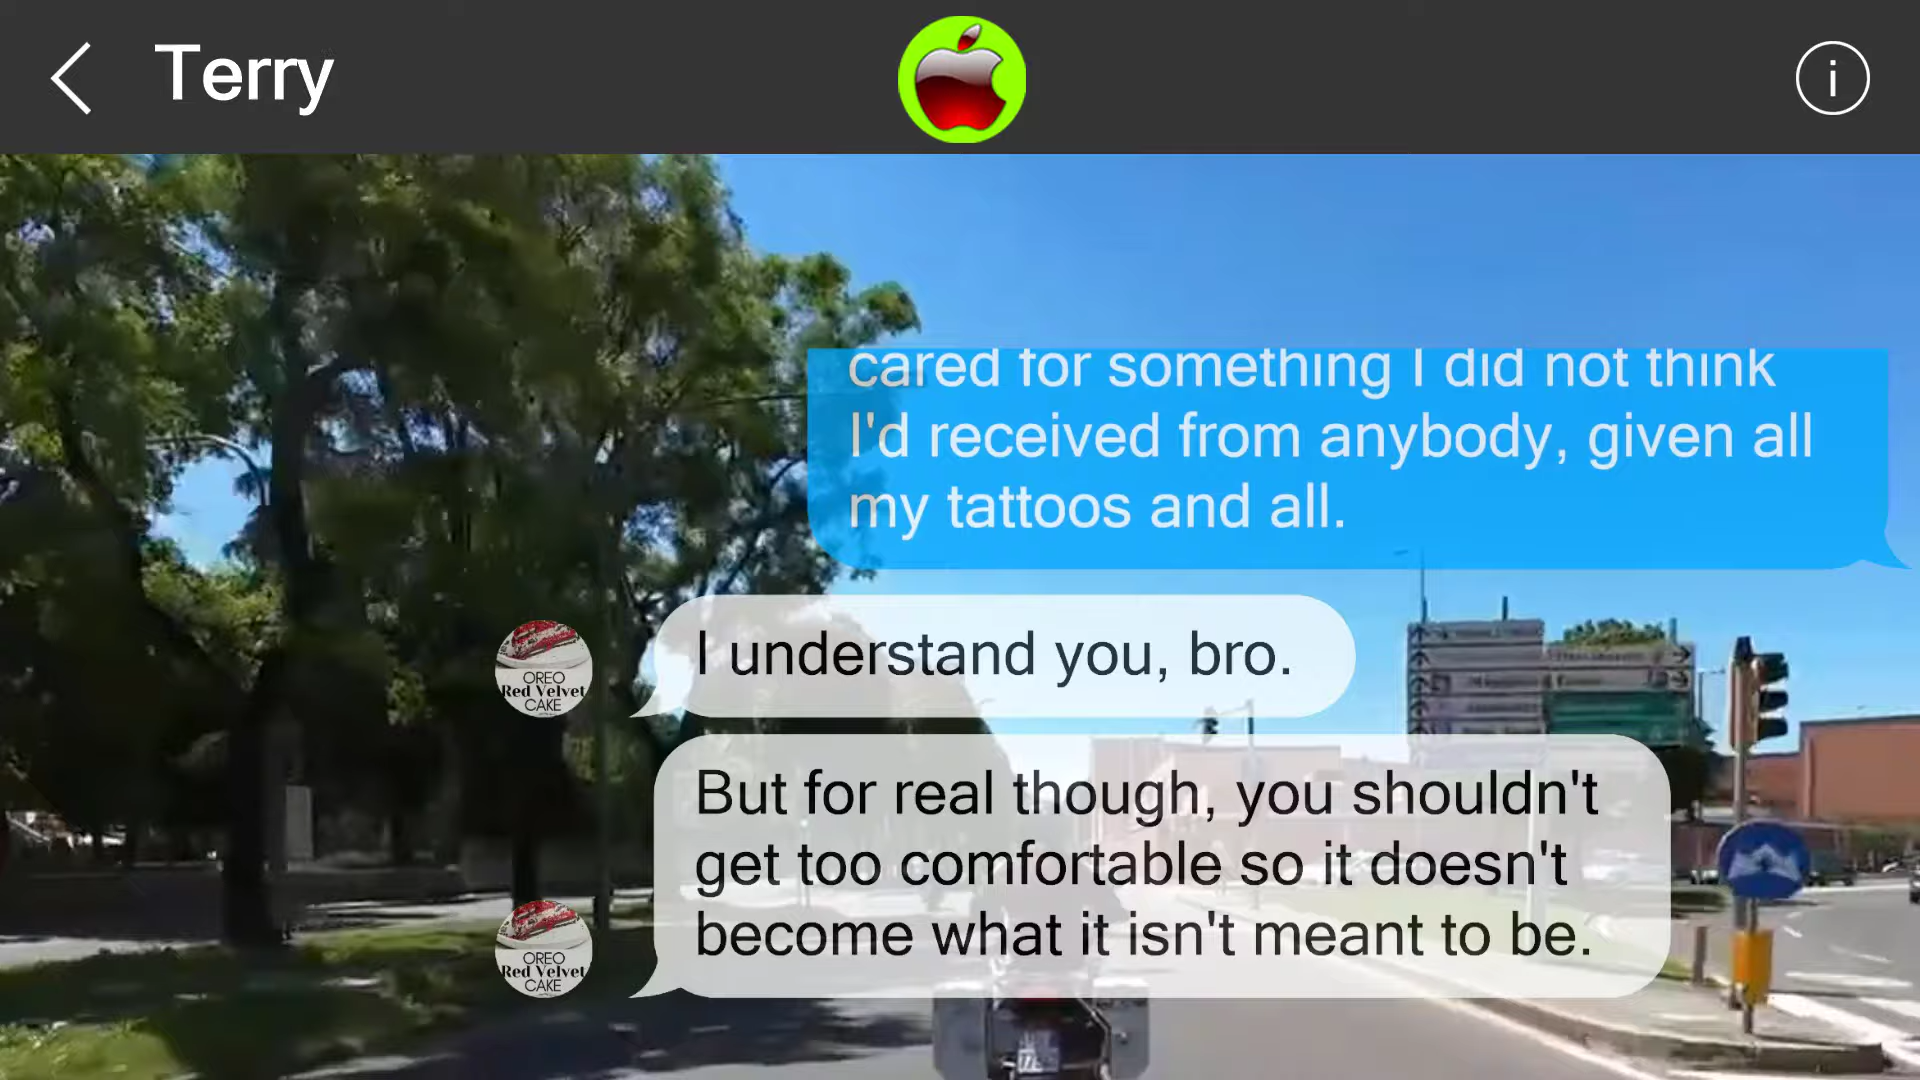 Terry
i
cared for something I did not think
I'd received from anybody, given all
my tattoos and all.
I understand you, bro.
OREO
Red Velvet
CAKE
But for real though, you shouldn't
get too comfortable so it doesn't
become what it isn't meant to be.
OREO
Red Velvet
CAKE